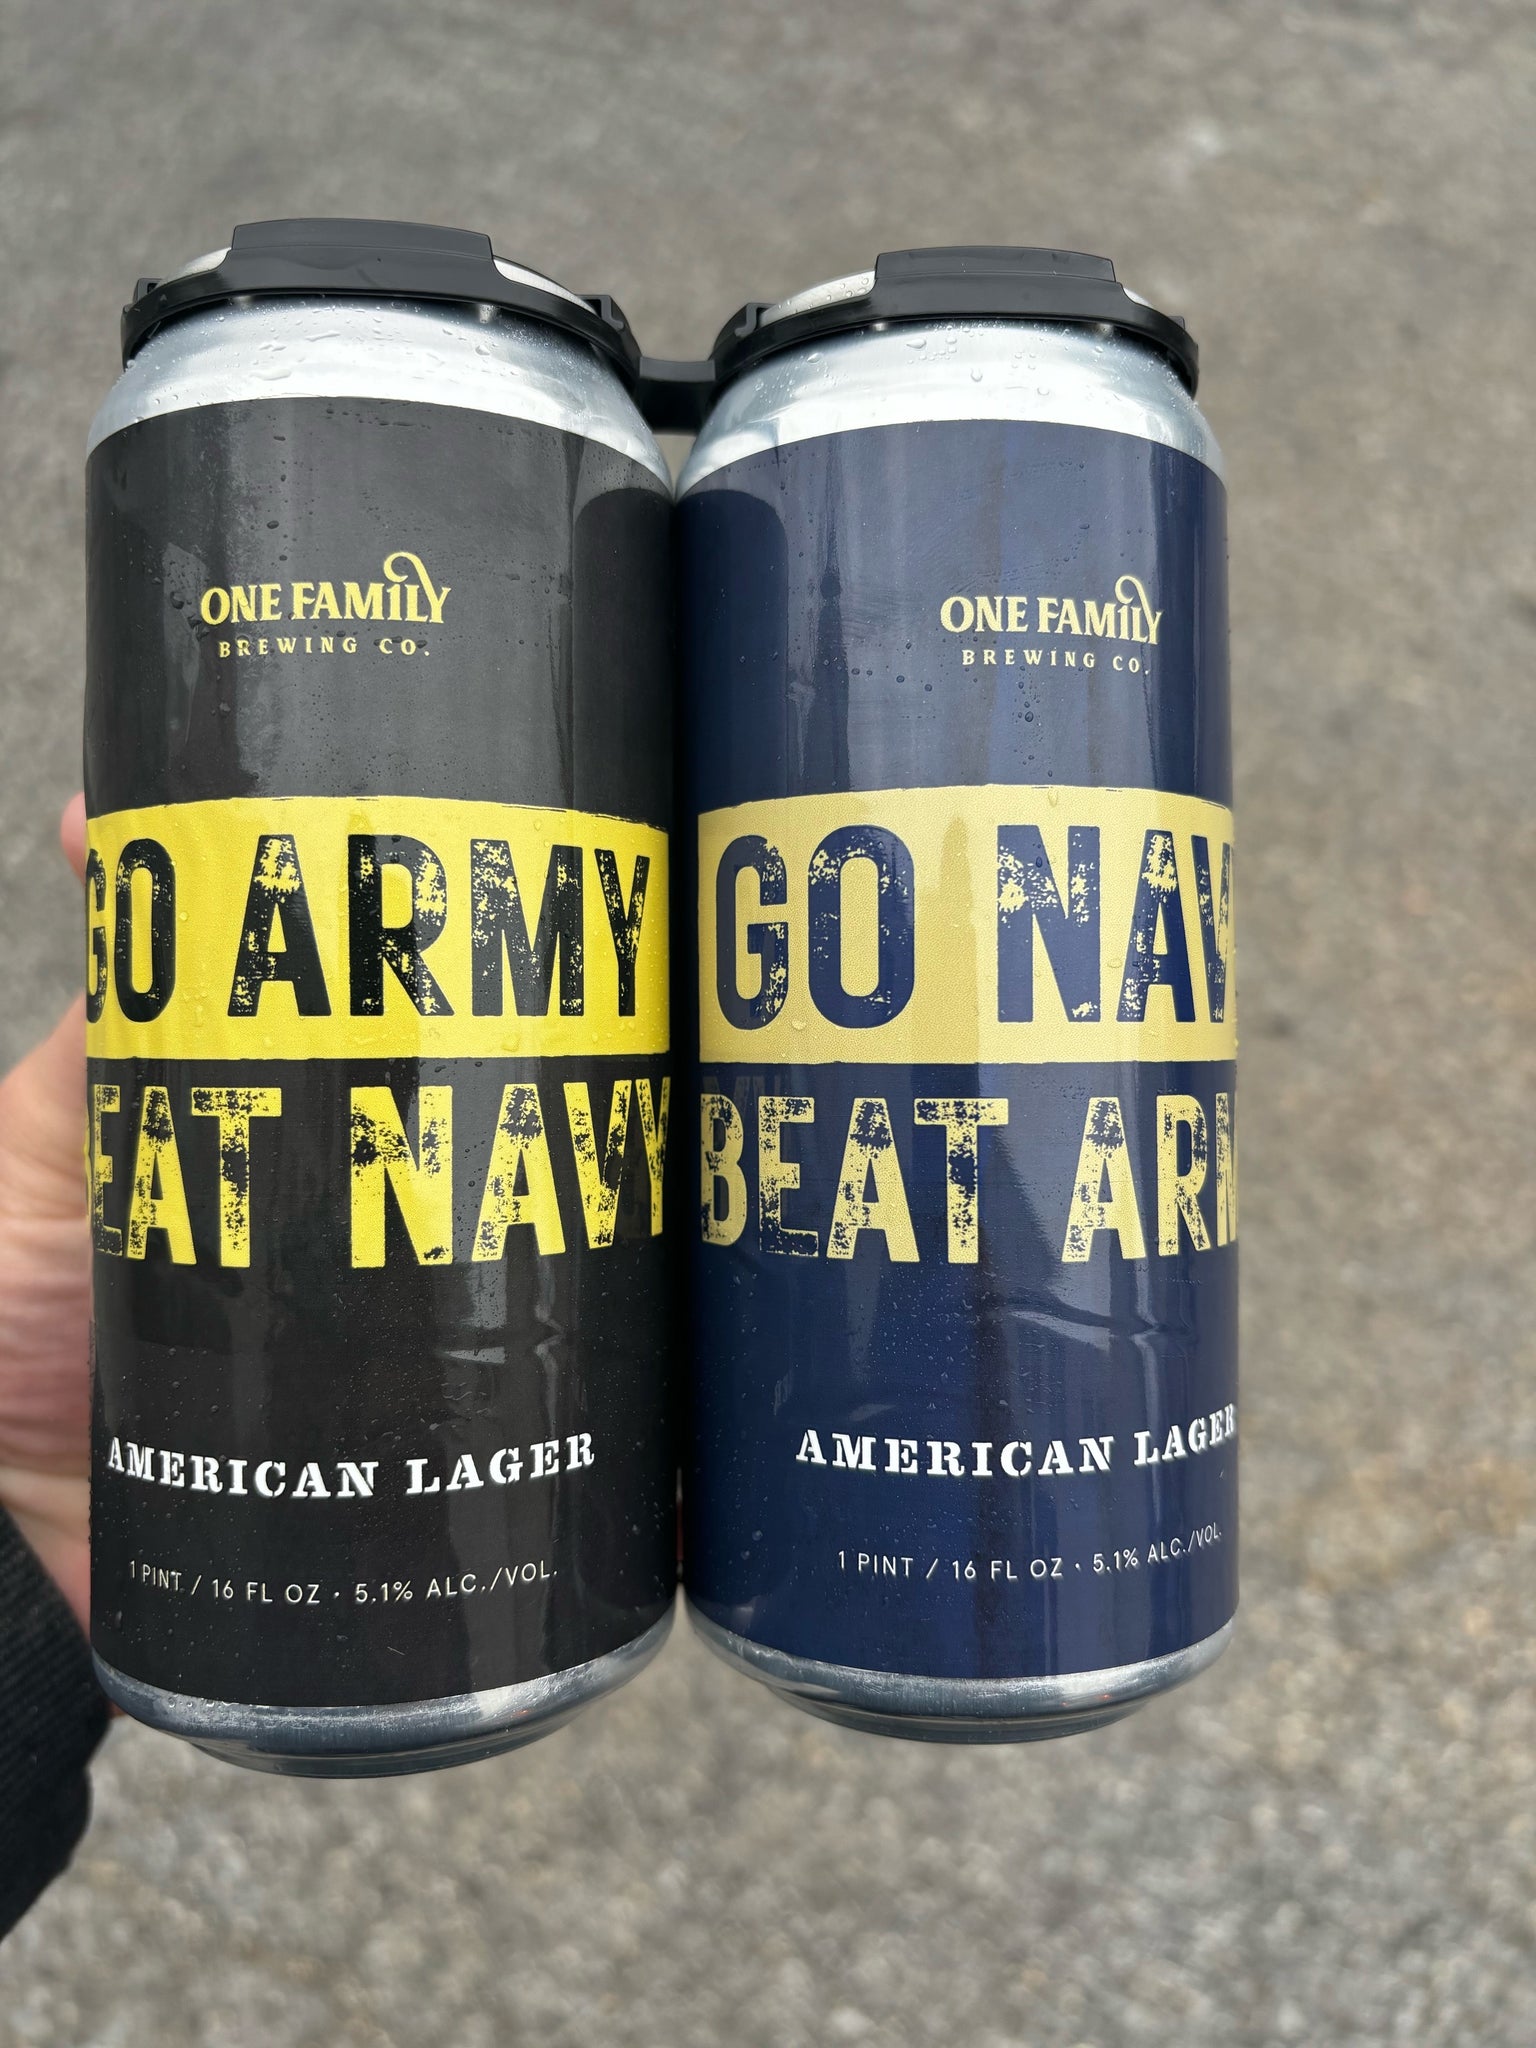 ONE FAMILY
BREWING CO.
GO ARMY
BEAT NAVY
AMERICAN LAGER
1 PINT / 16 FL OZ • 5.1% ALC./VOL.
ONE FAMILY
BREWING CO.
GO NAV
BEAT ARM
AMERICAN LAGER
1 PINT / 16 FL OZ • 5.1% ALC./VOL.